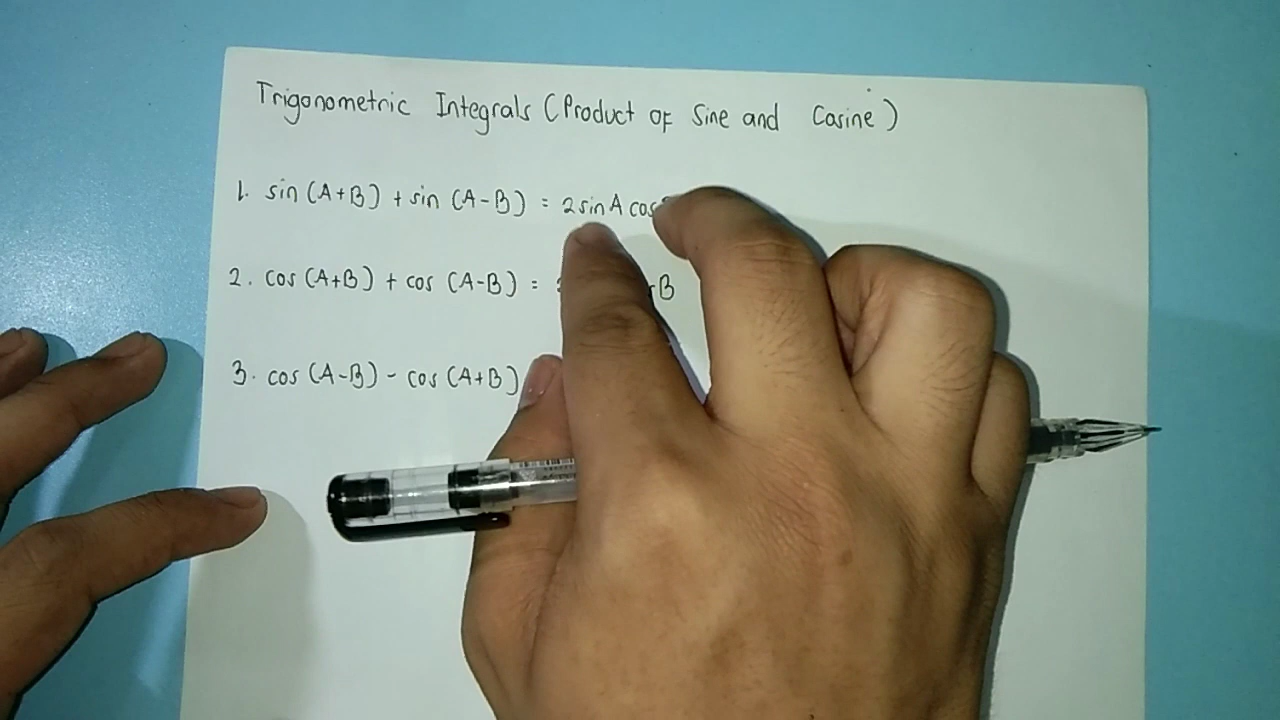 Trigonometric Integrals (Product of Sine and Cosine)
1. sin (A+B) + sin (A-B) = 2 sin A cos
2. cos (A+B) + cos (A-B) = B
3. cos (A-B) - cos (A+B)